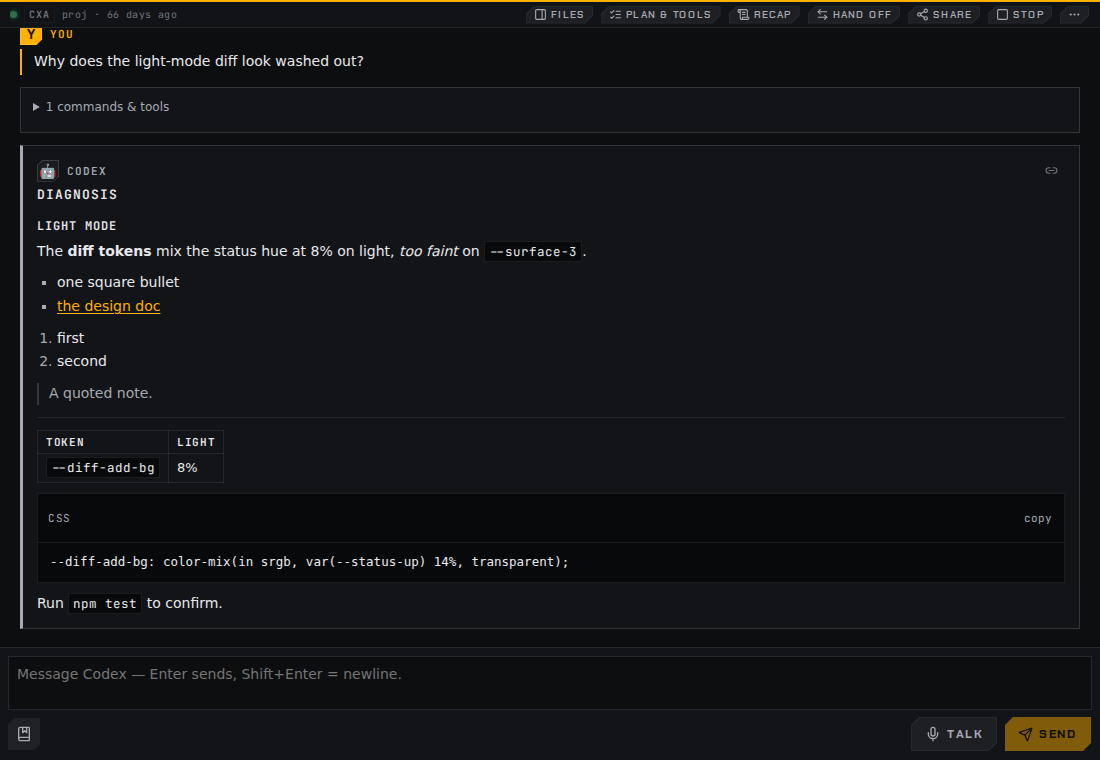 CXA proj · 66 days ago FILES PLAN & TOOLS RECAP HAND OFF SHARE STOP ···
Y YOU
Why does the light-mode diff look washed out?
1 commands & tools
CODEX
DIAGNOSIS
LIGHT MODE
The diff tokens mix the status hue at 8% on light, too faint on --surface-3.
one square bullet
the design doc
1. first
2. second
A quoted note.
TOKEN LIGHT
--diff-add-bg 8%
CSS copy
--diff-add-bg: color-mix(in srgb, var(--status-up) 14%, transparent);
Run npm test to confirm.
Message Codex — Enter sends, Shift+Enter = newline.
TALK SEND